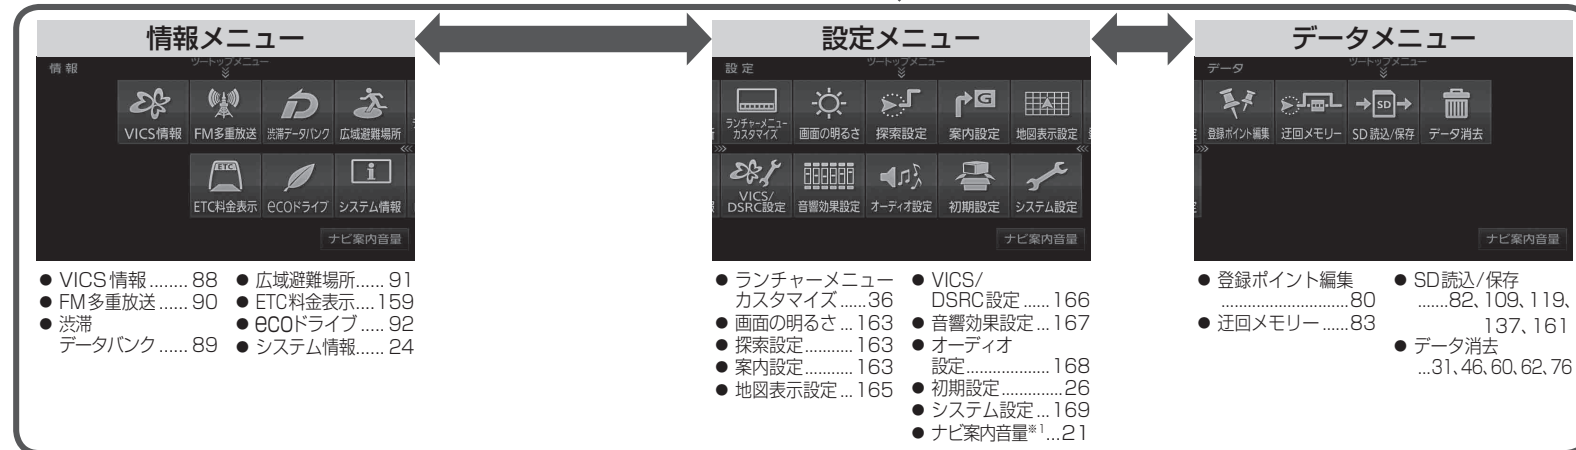 情報メニュー
情 報
ツートップメニュー
VICS情報 FM多重放送 渋滞データバンク 広域避難場所
ETC
ETC料金表示 ecoドライブ システム情報
ナビ案内音量
● VICS情報........ 88
● FM多重放送...... 90
● 渋滞
データバンク...... 89
● 広域避難場所...... 91
● ETC料金表示....159
● ecoドライブ..... 92
● システム情報...... 24
設定メニュー
設 定
ツートップメニュー
G
ランチャーメニュー
カスタマイズ 画面の明るさ 探索設定 案内設定 地図表示設定
VICS/
DSRC設定 音響効果設定 オーディオ設定 初期設定 システム設定
ナビ案内音量
● ランチャーメニュー
カスタマイズ......36
● 画面の明るさ...163
● 探索設定...........163
● 案内設定...........163
● 地図表示設定...165
● VICS/
DSRC設定......166
● 音響効果設定...167
● オーディオ
設定...................168
● 初期設定..............26
● システム設定...169
● ナビ案内音量※1...21
データメニュー
データ
ツートップメニュー
SD
登録ポイント編集 迂回メモリー SD読込/保存 データ消去
ナビ案内音量
● 登録ポイント編集
.............................80
● 迂回メモリー......83
● SD読込/保存
.......82、109、119、
137、161
● データ消去
...31、46、60、62、76